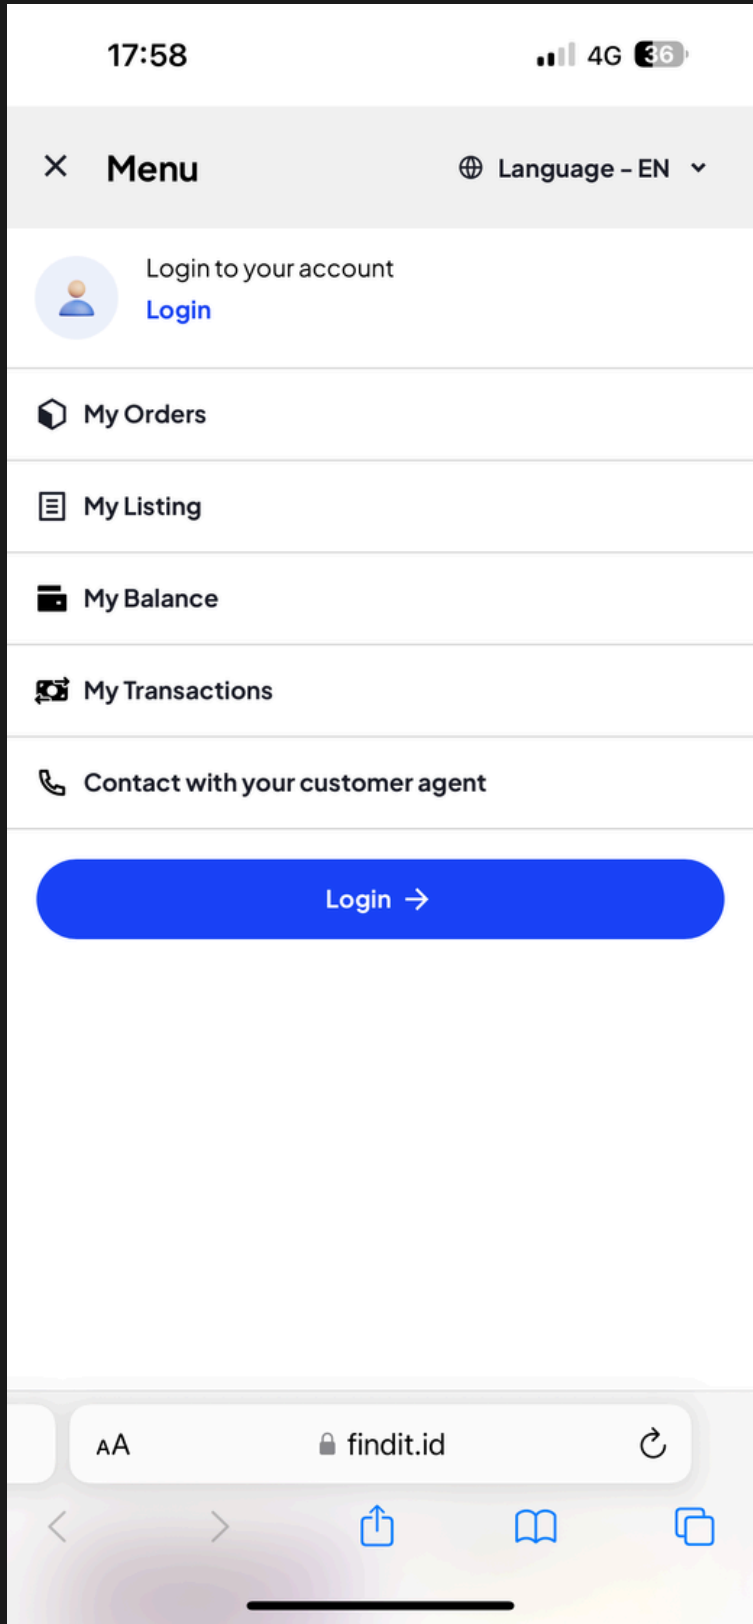 17:58 4G 36
Menu Language - EN
Login to your account
Login
My Orders
My Listing
My Balance
My Transactions
Contact with your customer agent
Login →
AA findit.id